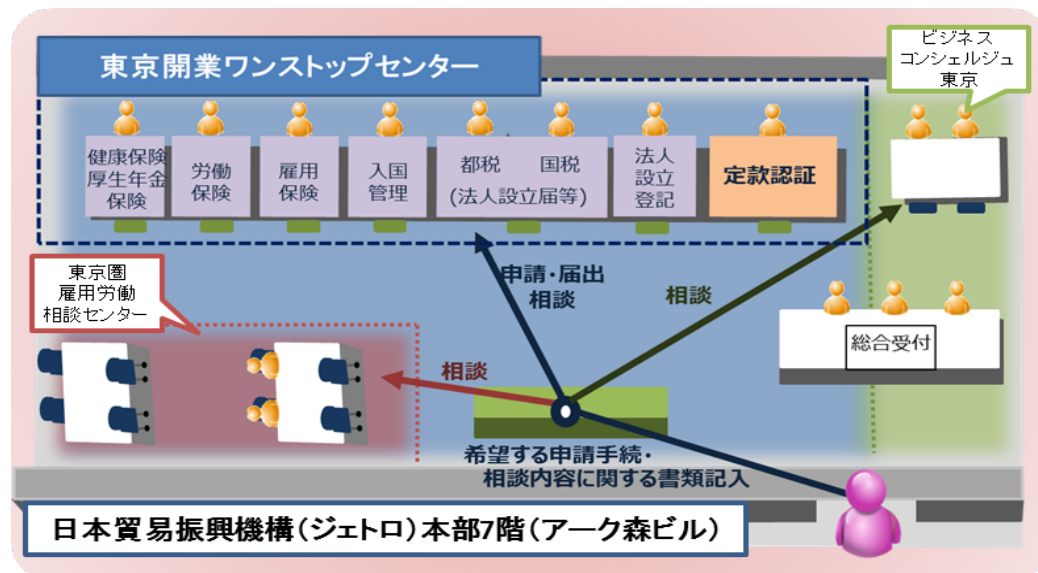 東京開業ワンストップセンター
ビジネス
コンシェルジュ
東京
健康保険
厚生年金
保険
労働
保険
雇用
保険
入国
管理
都税 国税
(法人設立届等)
法人
設立
登記
定款認証
東京圏
雇用労働
相談センター
申請・届出
相談
相談
総合受付
相談
希望する申請手続・
相談内容に関する書類記入
日本貿易振興機構(ジェトロ)本部7階(アーク森ビル)